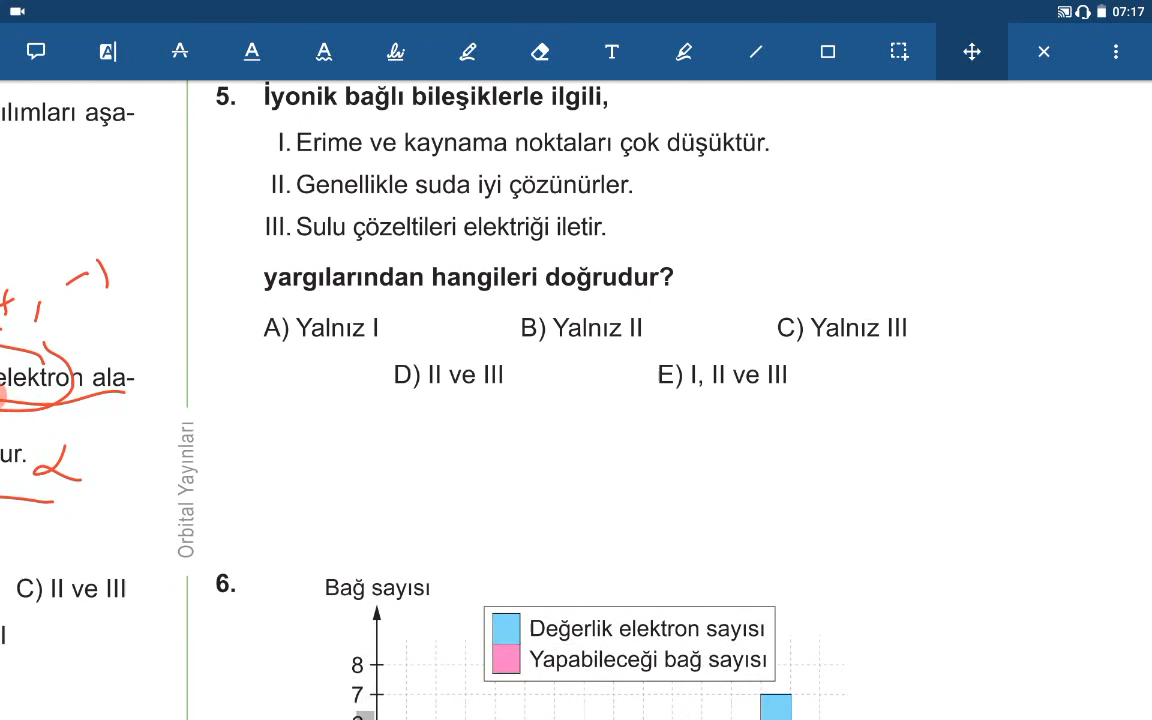 07:17
ılımları aşa-
elektron ala-
ur.
C) II ve III
I
Orbital Yayınları
5. İyonik bağlı bileşiklerle ilgili,
I. Erime ve kaynama noktaları çok düşüktür.
II. Genellikle suda iyi çözünürler.
III. Sulu çözeltileri elektriği iletir.
yargılarından hangileri doğrudur?
A) Yalnız I B) Yalnız II C) Yalnız III
D) II ve III E) I, II ve III
6. Bağ sayısı
Değerlik elektron sayısı
Yapabileceği bağ sayısı
8
7